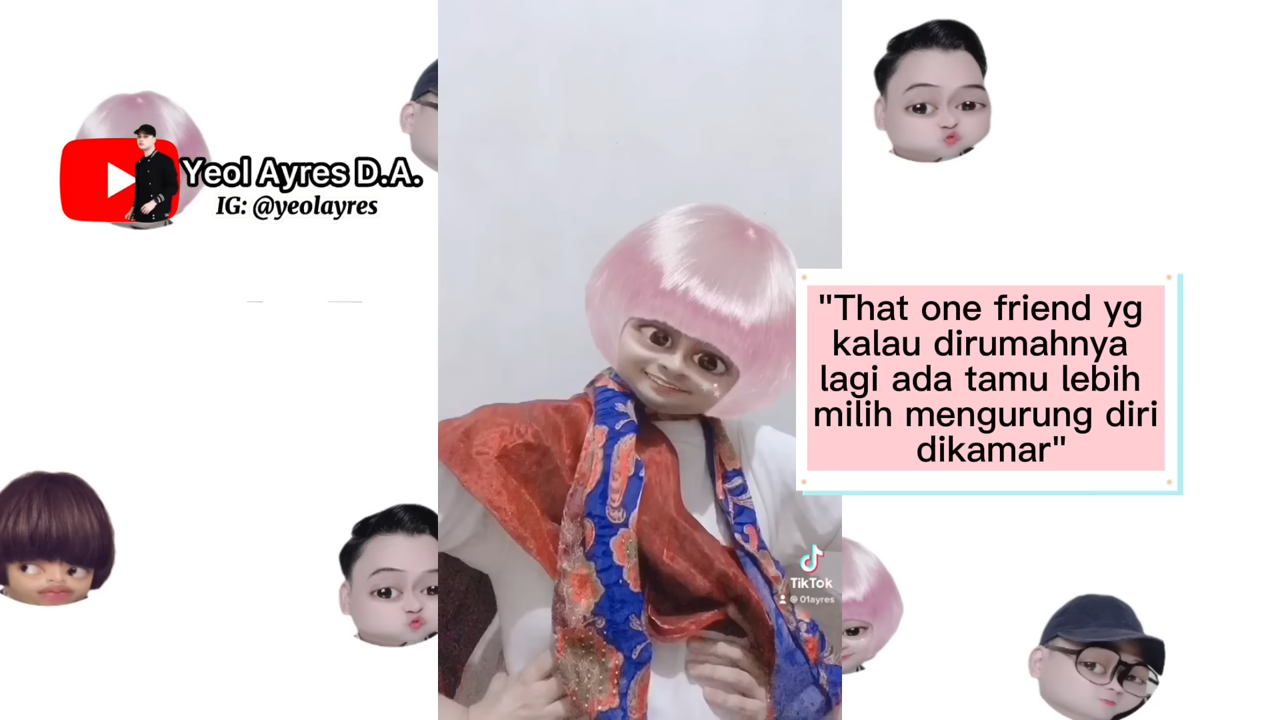 Yeol Ayres D.A.
IG: @yeolayres
"That one friend yg
kalau dirumahnya
lagi ada tamu lebih
milih mengurung diri
dikamar"
TikTok
@01ayres